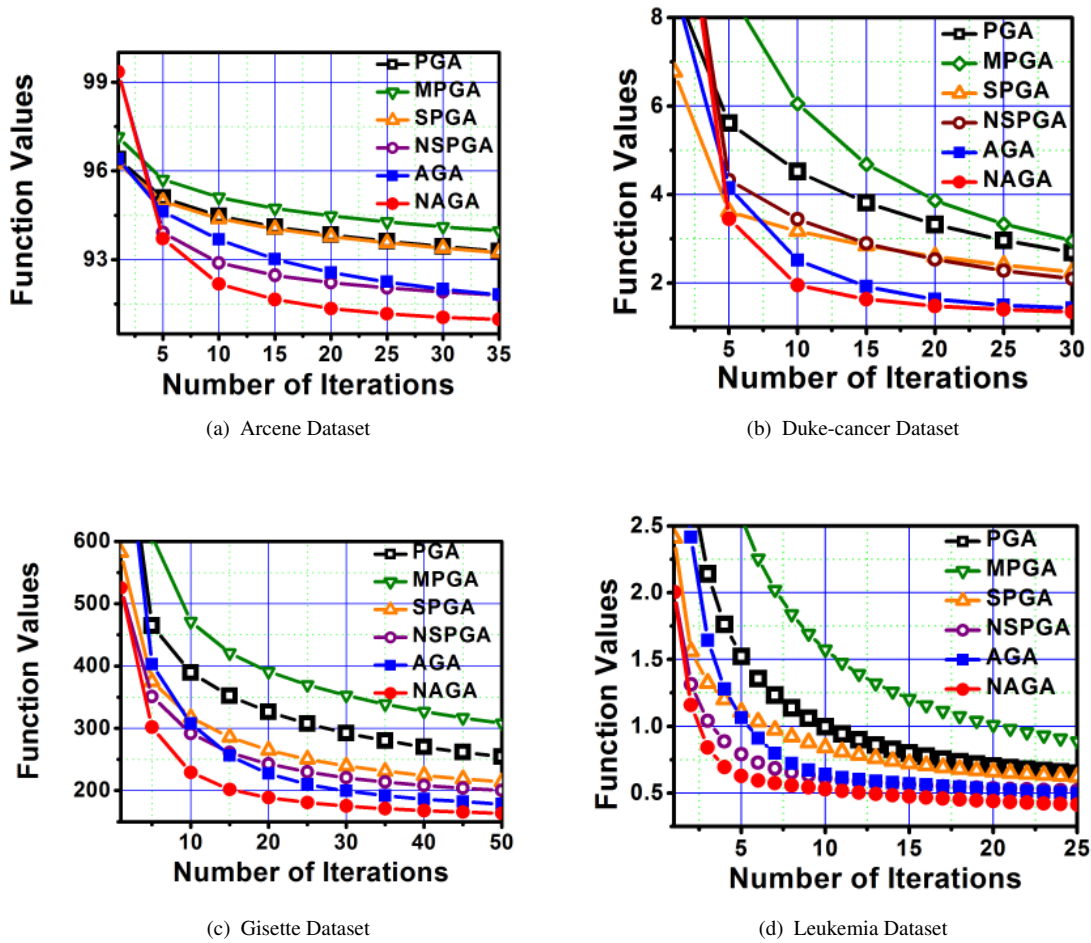 99
96
93
Function Values
PGA
MPGA
SPGA
NSPGA
AGA
NAGA
5 10 15 20 25 30 35
Number of Iterations
(a) Arcene Dataset
8
6
4
2
Function Values
PGA
MPGA
SPGA
NSPGA
AGA
NAGA
5 10 15 20 25 30
Number of Iterations
(b) Duke-cancer Dataset
600
500
400
300
200
Function Values
PGA
MPGA
SPGA
NSPGA
AGA
NAGA
10 20 30 40 50
Number of Iterations
(c) Gisette Dataset
2.5
2.0
1.5
1.0
0.5
Function Values
PGA
MPGA
SPGA
NSPGA
AGA
NAGA
5 10 15 20 25
Number of Iterations
(d) Leukemia Dataset